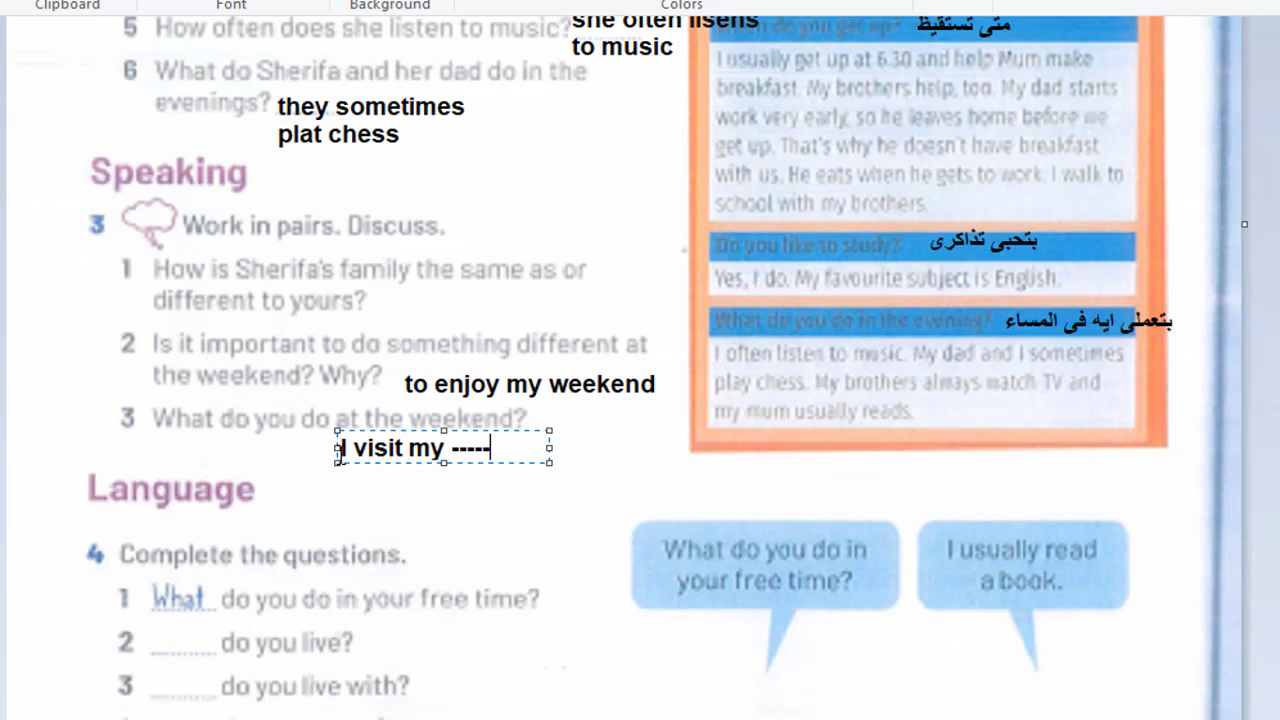 Clipboard
Font
Background
Colors
5 How often does she listen to music?
she often lisens
to music
6 What do Sherifa and her dad do in the
evenings?
they sometimes
plat chess
Speaking
3 Work in pairs. Discuss.
1 How is Sherifa's family the same as or
different to yours?
2 Is it important to do something different at
the weekend? Why?
to enjoy my weekend
3 What do you do at the weekend?
I visit my -----
Language
4 Complete the questions.
1 What do you do in your free time?
2 ........ do you live?
3 ........ do you live with?
When do you get up? متى تستقيظ
I usually get up at 6.30 and help Mum make
breakfast. My brothers help, too. My dad starts
work very early, so he leaves home before we
get up. That's why he doesn't have breakfast
with us. He eats when he gets to work. I walk to
school with my brothers.
Do you like to study? بتحبى تذاكرى
Yes, I do. My favourite subject is English.
What do you do in the evening? بتعملى ايه فى المساء
I often listen to music. My dad and I sometimes
play chess. My brothers always watch TV and
my mum usually reads.
What do you do in
your free time?
I usually read
a book.